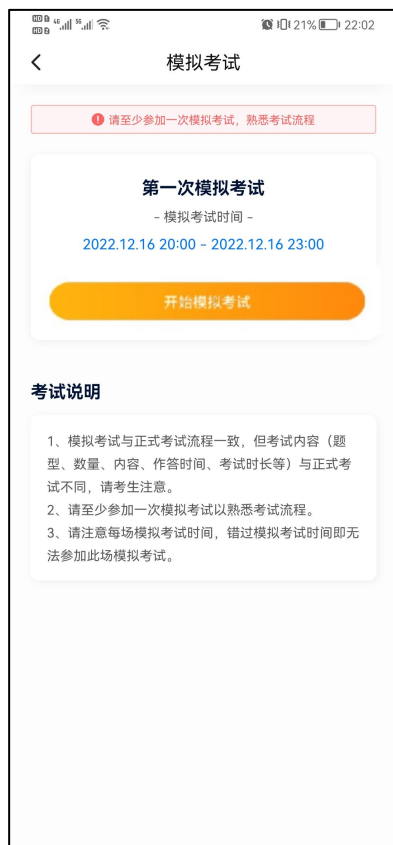 21% 22:02
模拟考试
请至少参加一次模拟考试，熟悉考试流程
第一次模拟考试
- 模拟考试时间 -
2022.12.16 20:00 - 2022.12.16 23:00
开始模拟考试
考试说明
1、模拟考试与正式考试流程一致，但考试内容（题
型、数量、内容、作答时间、考试时长等）与正式考
试不同，请考生注意。
2、请至少参加一次模拟考试以熟悉考试流程。
3、请注意每场模拟考试时间，错过模拟考试时间即无
法参加此场模拟考试。